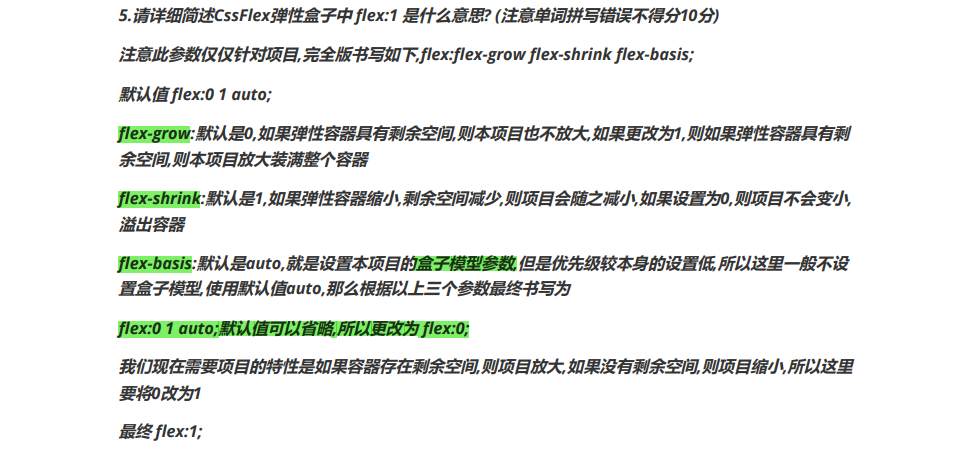 5.请详细简述CssFlex弹性盒子中 flex:1 是什么意思? (注意单词拼写错误不得分10分)
注意此参数仅仅针对项目,完全版书写如下,flex:flex-grow flex-shrink flex-basis;
默认值 flex:0 1 auto;
flex-grow:默认是0,如果弹性容器具有剩余空间,则本项目也不放大,如果更改为1,则如果弹性容器具有剩
余空间,则本项目放大装满整个容器
flex-shrink:默认是1,如果弹性容器缩小,剩余空间减少,则项目会随之减小,如果设置为0,则项目不会变小,
溢出容器
flex-basis:默认是auto,就是设置本项目的盒子模型参数,但是优先级较本身的设置低,所以这里一般不设
置盒子模型,使用默认值auto,那么根据以上三个参数最终书写为
flex:0 1 auto;默认值可以省略,所以更改为 flex:0;
我们现在需要项目的特性是如果容器存在剩余空间,则项目放大,如果没有剩余空间,则项目缩小,所以这里
要将0改为1
最终 flex:1;